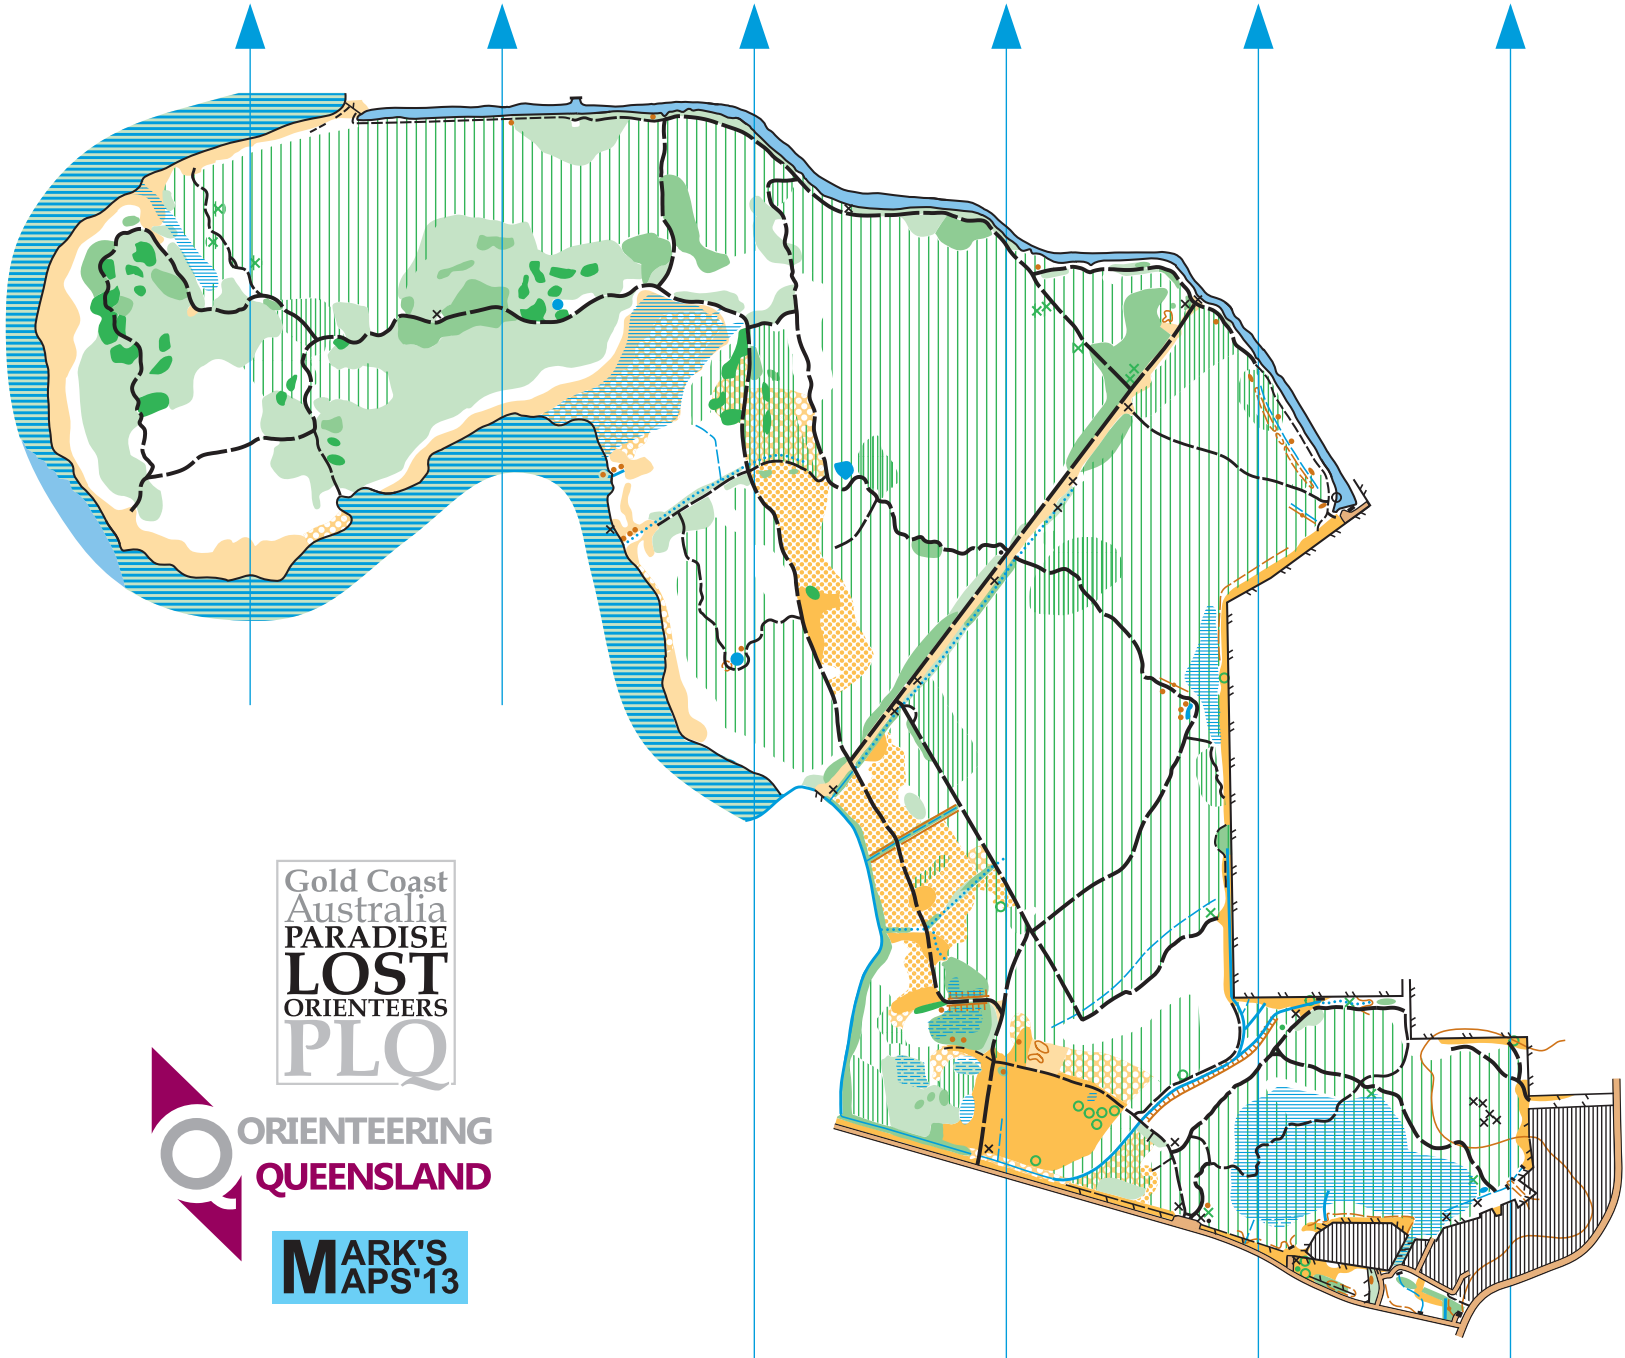 Gold Coast
Australia
PARADISE
LOST
ORIENTEERS
PLQ
ORIENTEERING
QUEENSLAND
MARK'S
MAPS'13